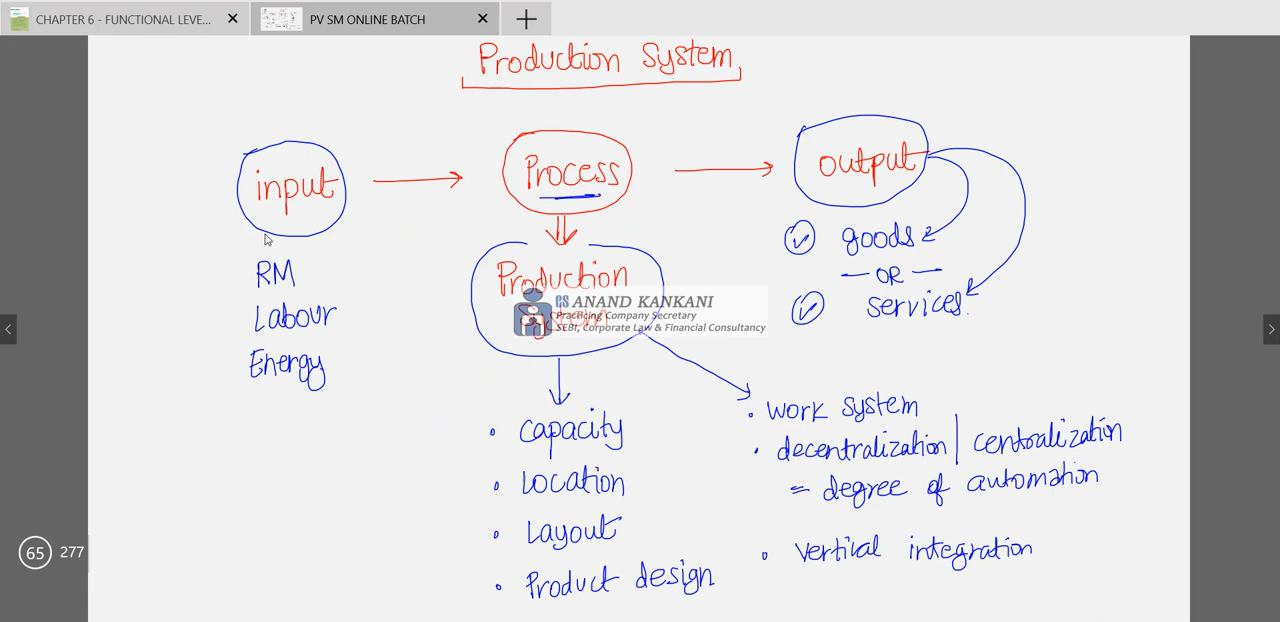 CHAPTER 6 - FUNCTIONAL LEVE...
PV SM ONLINE BATCH
Production System
input
Process
output
RM
Labour
Energy
Production
System
goods
OR
services
CS ANAND KANKANI
Practicing Company Secretary
SEBI, Corporate Law & Financial Consultancy
• Capacity
• Location
• Layout
• Product design
• work system
• decentralization | centralization
= degree of automation
• vertical integration
65 277